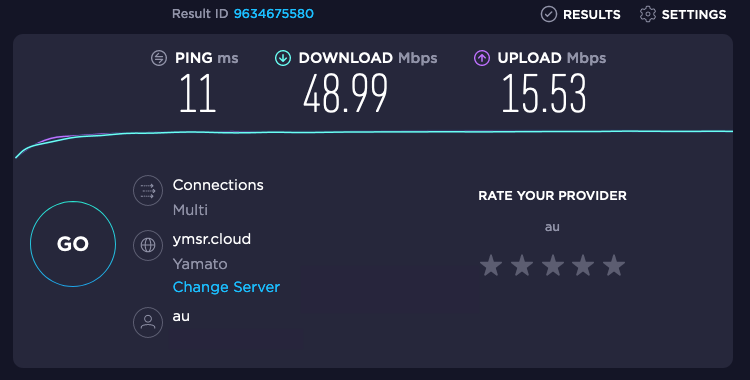 Result ID 9634675580
RESULTS SETTINGS
PING ms DOWNLOAD Mbps UPLOAD Mbps
11 48.99 15.53
Connections
Multi
ymsr.cloud
Yamato
Change Server
au
GO
RATE YOUR PROVIDER
au